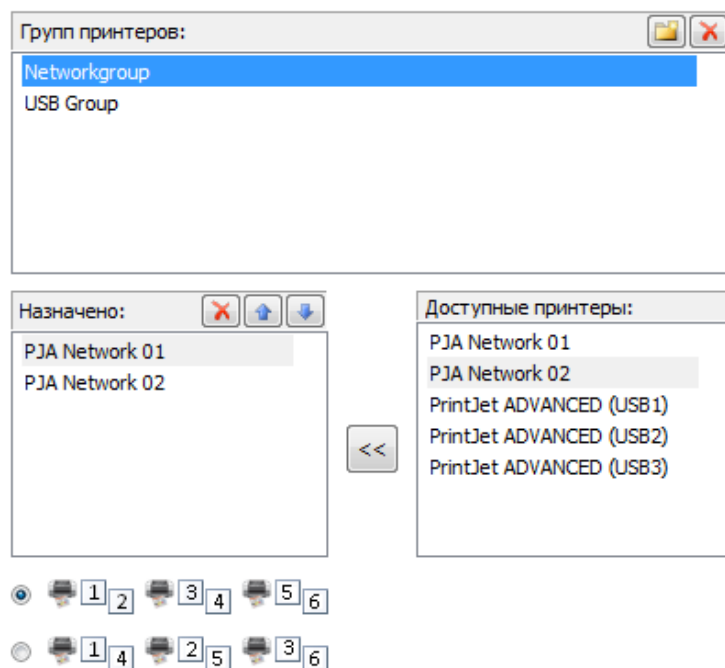 Групп принтеров:
Networkgroup
USB Group
Назначено:
PJA Network 01
PJA Network 02
<<
Доступные принтеры:
PJA Network 01
PJA Network 02
PrintJet ADVANCED (USB1)
PrintJet ADVANCED (USB2)
PrintJet ADVANCED (USB3)
1 2 3 4 5 6
1 4 2 5 3 6